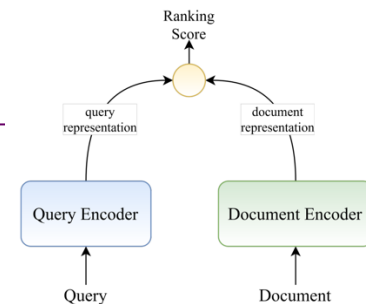 Ranking
Score
query
representation
document
representation
Query Encoder
Document Encoder
Query
Document